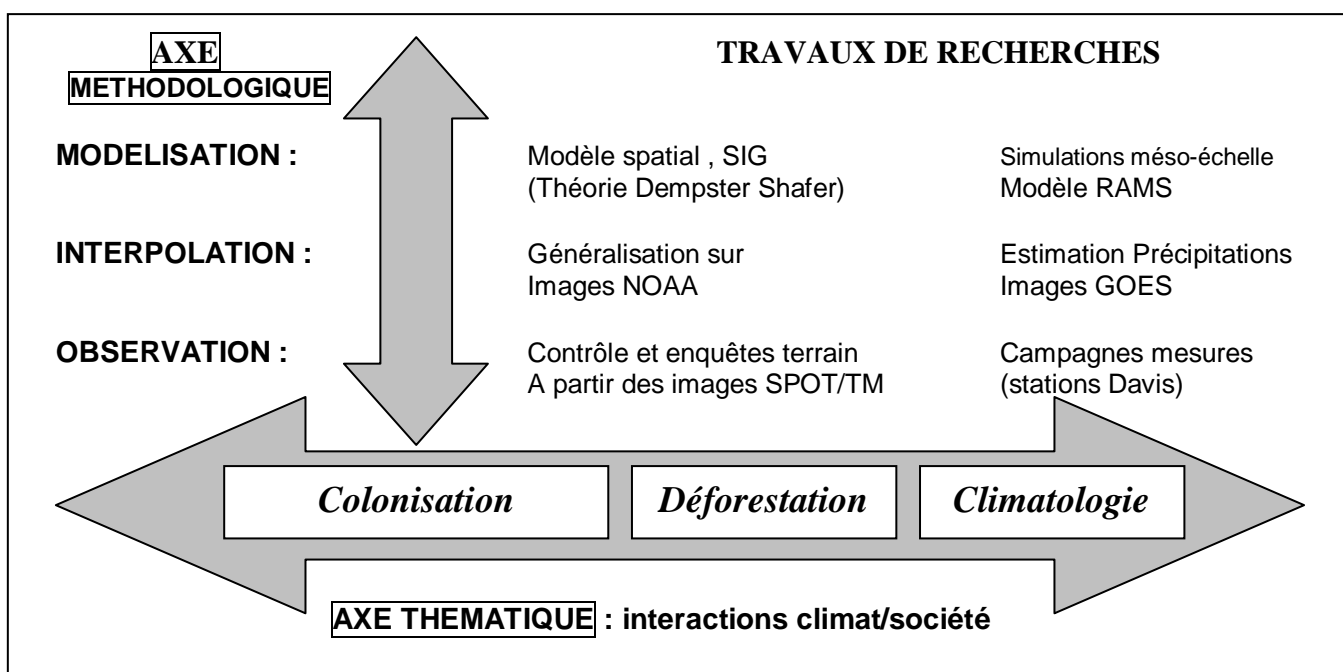 AXE
METHODOLOGIQUE
TRAVAUX DE RECHERCHES
MODELISATION :
Modèle spatial , SIG
(Théorie Dempster Shafer)
Simulations méso-échelle
Modèle RAMS
INTERPOLATION :
Généralisation sur
Images NOAA
Estimation Précipitations
Images GOES
OBSERVATION :
Contrôle et enquêtes terrain
A partir des images SPOT/TM
Campagnes mesures
(stations Davis)
Colonisation
Déforestation
Climatologie
AXE THEMATIQUE : interactions climat/société